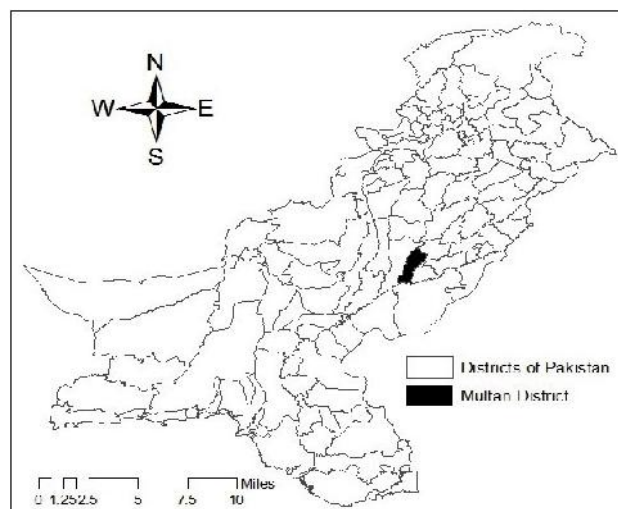 N
W E
S
Districts of Pakistan
Multan District
Miles
0 1.252.5 5 7.5 10